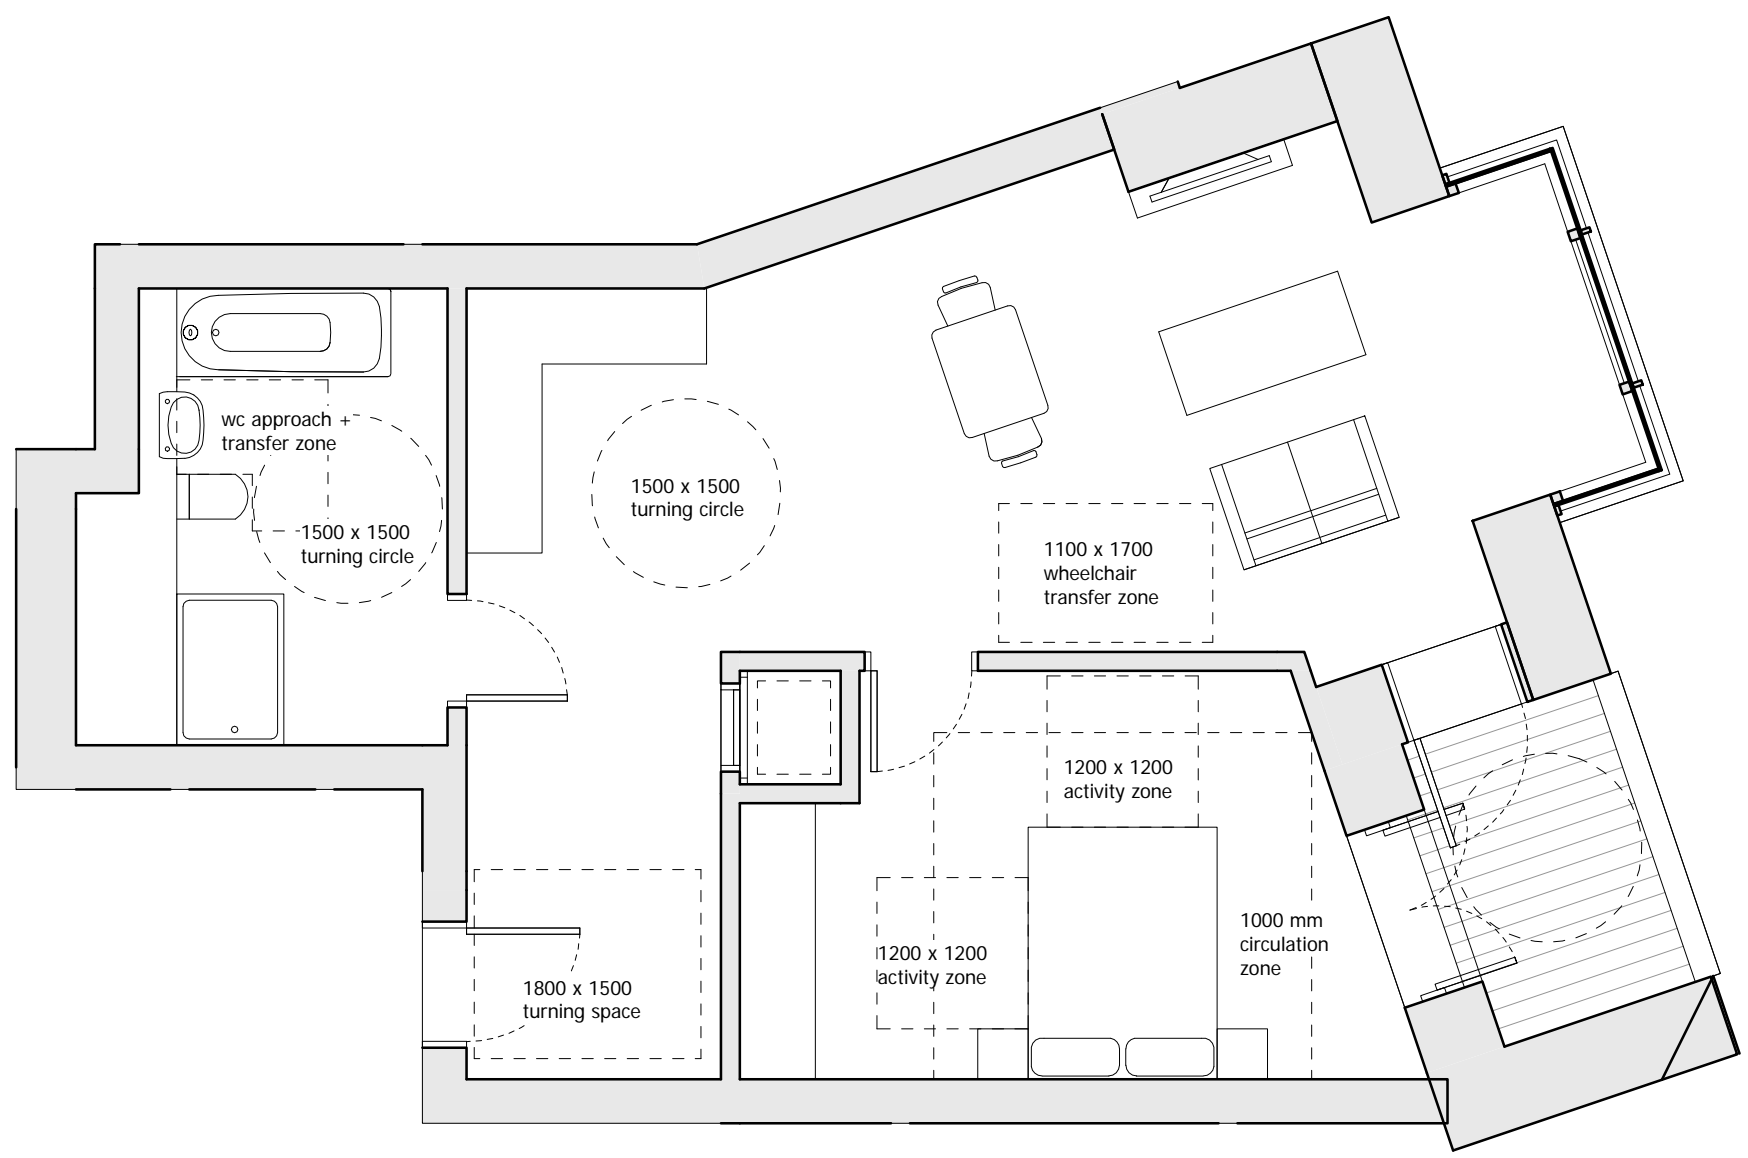 wc approach +
transfer zone
1500 x 1500
turning circle
1500 x 1500
turning circle
1100 x 1700
wheelchair
transfer zone
1200 x 1200
activity zone
1200 x 1200
activity zone
1000 mm
circulation
zone
1800 x 1500
turning space